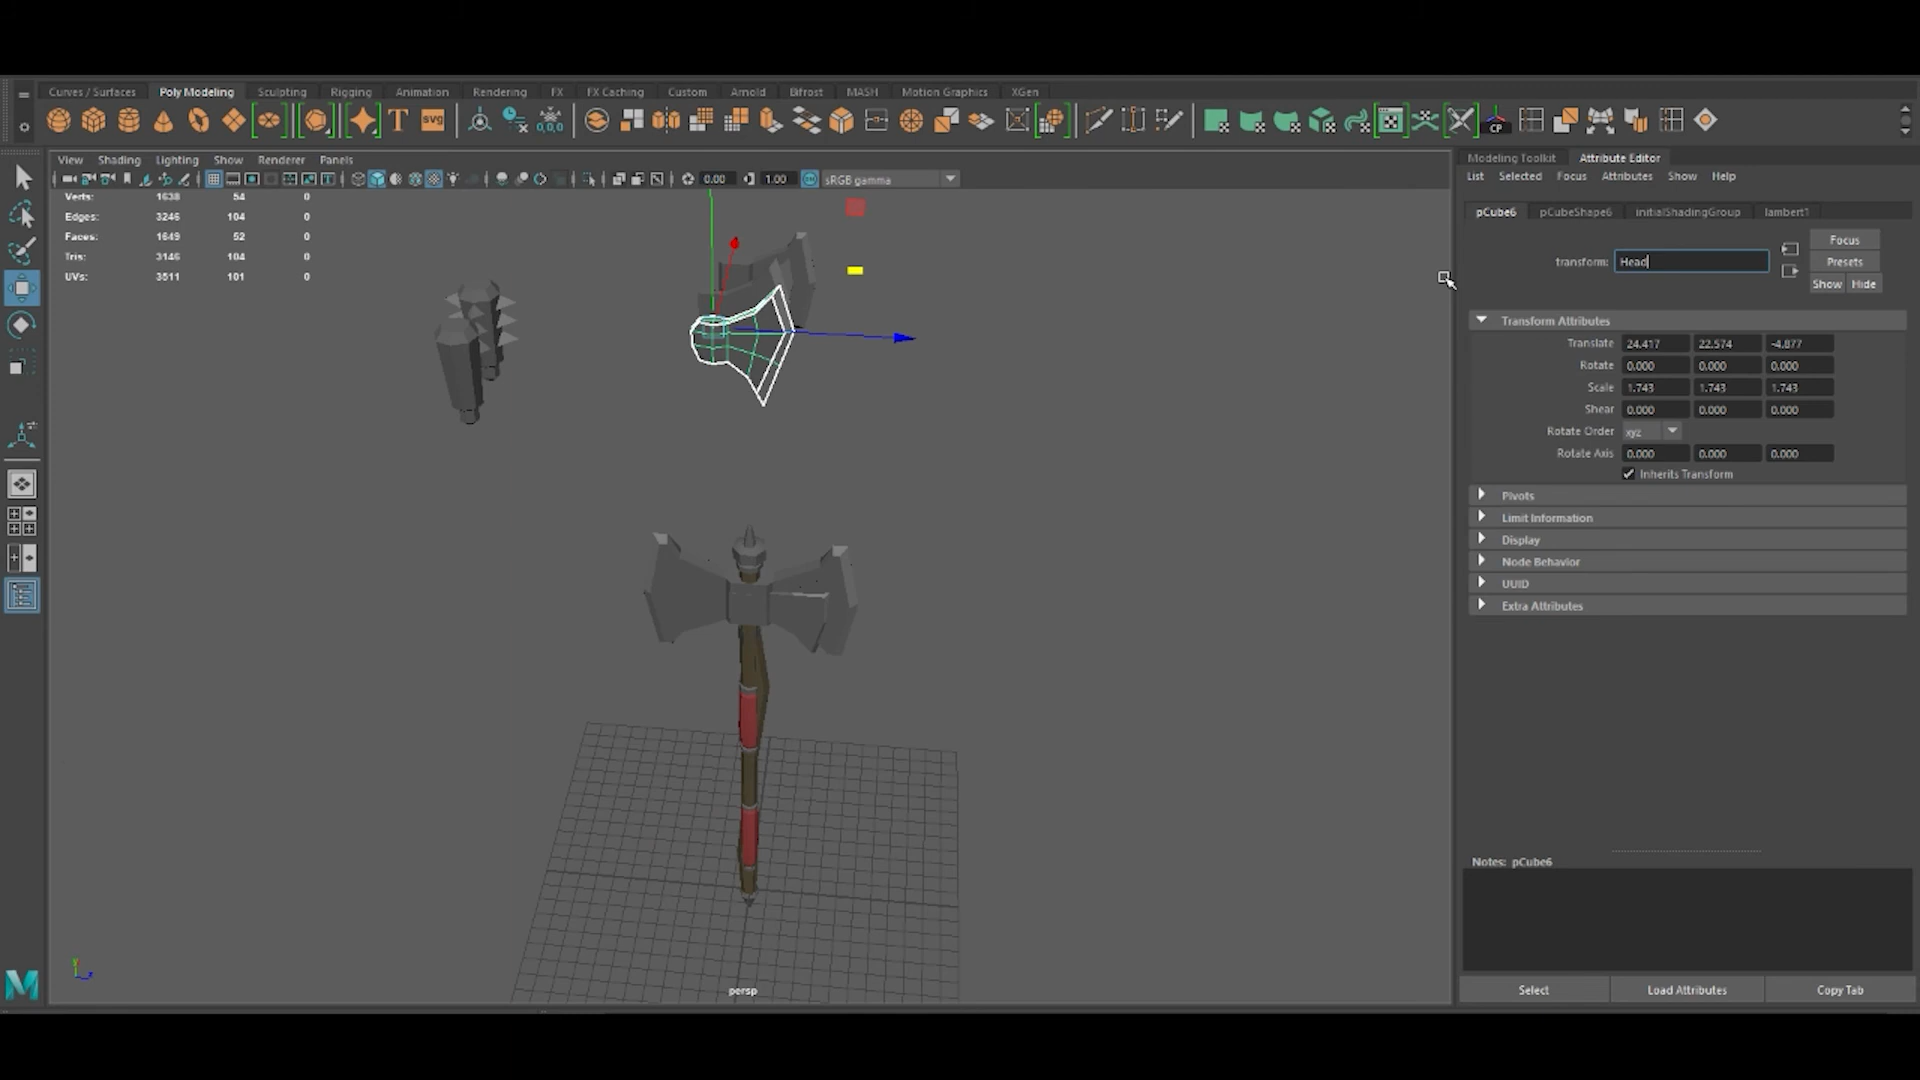 Curves / Surfaces Poly Modeling Sculpting Rigging Animation Rendering FX FX Caching Custom Arnold Bifrost MASH Motion Graphics XGen
T SVG 0,0,0 CP
View Shading Lighting Show Renderer Panels
0.00 1.00 sRGB gamma
Verts: 1638 54 0
Edges: 3246 104 0
Faces: 1649 52 0
Tris: 3146 104 0
UVs: 3511 101 0
persp
Modeling Toolkit Attribute Editor
List Selected Focus Attributes Show Help
pCube6 pCubeShape6 initialShadingGroup lambert1
transform: Head
Focus
Presets
Show Hide
Transform Attributes
Translate 24.417 22.574 -4.877
Rotate 0.000 0.000 0.000
Scale 1.743 1.743 1.743
Shear 0.000 0.000 0.000
Rotate Order xyz
Rotate Axis 0.000 0.000 0.000
Inherits Transform
Pivots
Limit Information
Display
Node Behavior
UUID
Extra Attributes
Notes: pCube6
Select Load Attributes Copy Tab
M